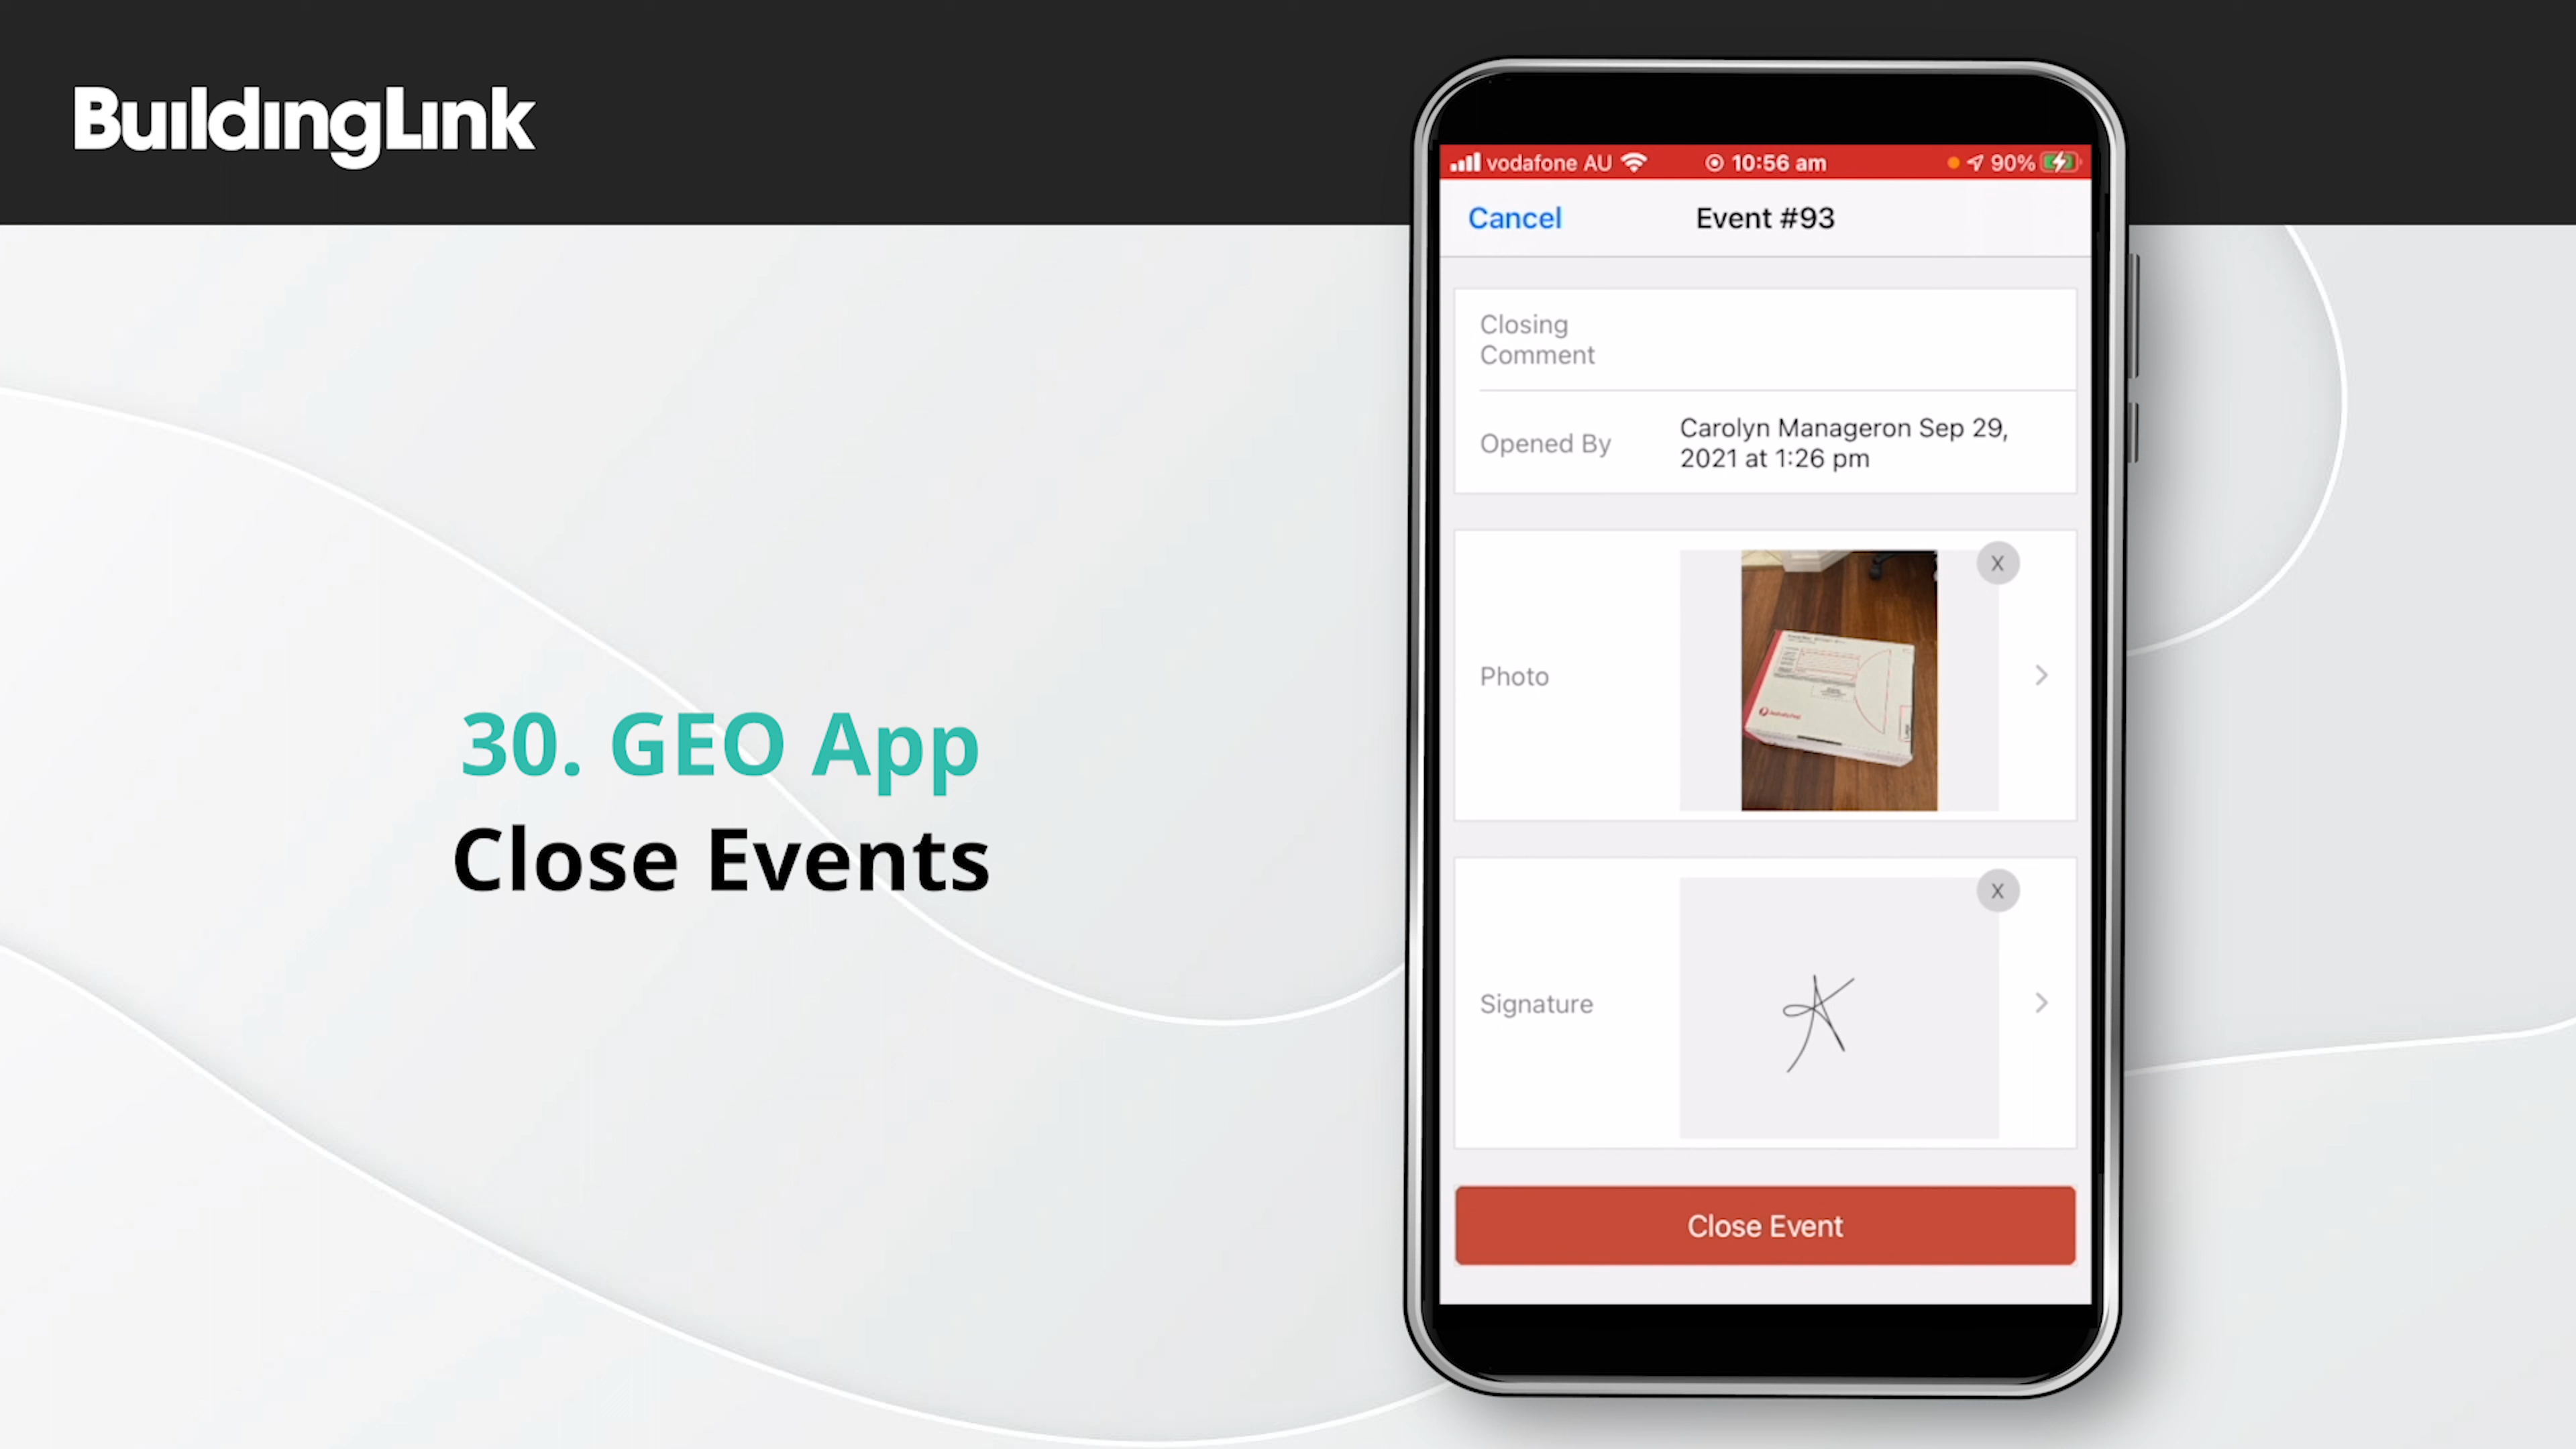 BuildingLink
30. GEO App
Close Events
vodafone AU
10:56 am
90%
Cancel
Event #93
Closing
Comment
Opened By
Carolyn Manageron Sep 29,
2021 at 1:26 pm
Photo
X
Signature
X
Close Event